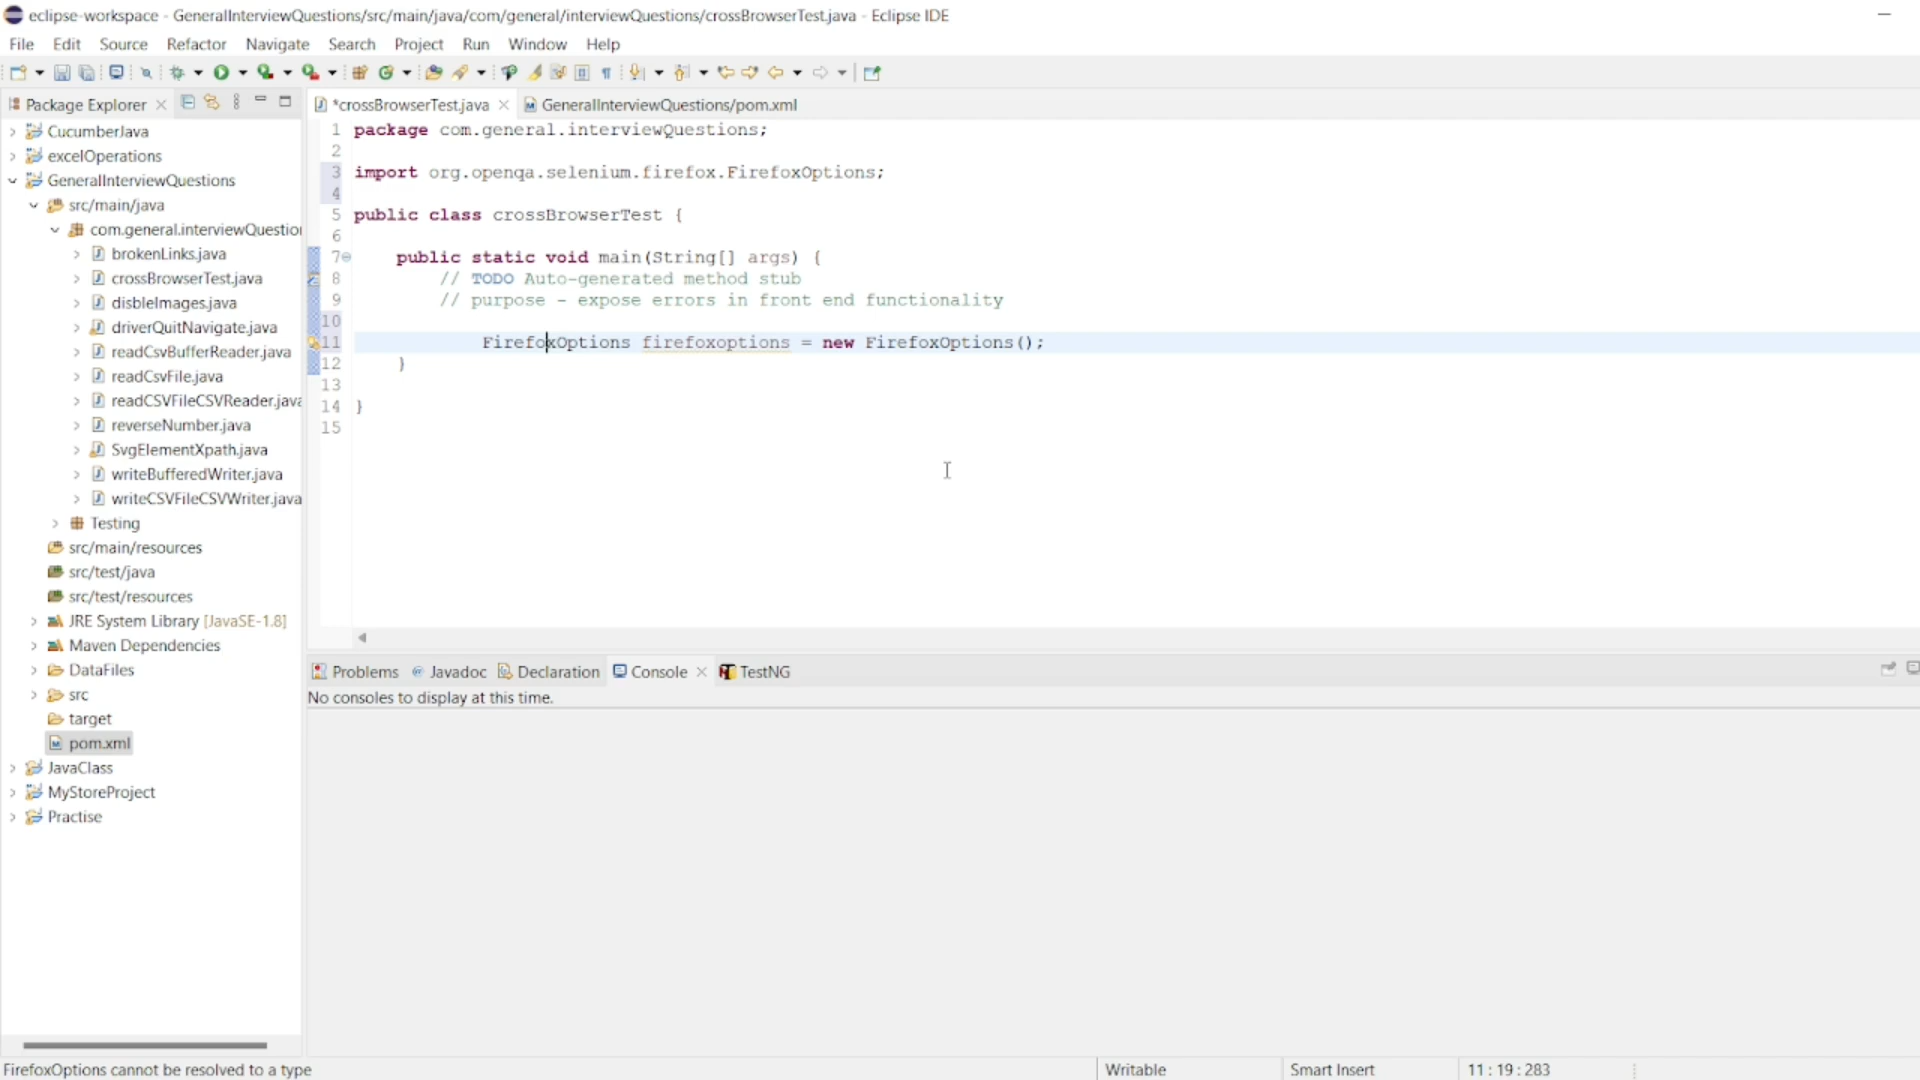 eclipse-workspace - GeneralInterviewQuestions/src/main/java/com/general/interviewQuestions/crossBrowserTest.java - Eclipse IDE
File Edit Source Refactor Navigate Search Project Run Window Help
Package Explorer
*crossBrowserTest.java GeneralInterviewQuestions/pom.xml
CucumberJava
excelOperations
GeneralInterviewQuestions
src/main/java
com.general.interviewQuestion
brokenLinks.java
crossBrowserTest.java
disbleImages.java
driverQuitNavigate.java
readCsvBufferReader.java
readCsvFile.java
readCSVFileCSVReader.java
reverseNumber.java
SvgElementXpath.java
writeBufferedWriter.java
writeCSVFileCSVWriter.java
Testing
src/main/resources
src/test/java
src/test/resources
JRE System Library [JavaSE-1.8]
Maven Dependencies
DataFiles
src
target
pom.xml
JavaClass
MyStoreProject
Practise
1 package com.general.interviewQuestions;
2
3 import org.openqa.selenium.firefox.FirefoxOptions;
4
5 public class crossBrowserTest {
6
7 public static void main(String[] args) {
8 // TODO Auto-generated method stub
9 // purpose - expose errors in front end functionality
10
11 FirefoxOptions firefoxoptions = new FirefoxOptions();
12 }
13
14 }
15
Problems Javadoc Declaration Console TestNG
No consoles to display at this time.
FirefoxOptions cannot be resolved to a type
Writable Smart Insert 11 : 19 : 283